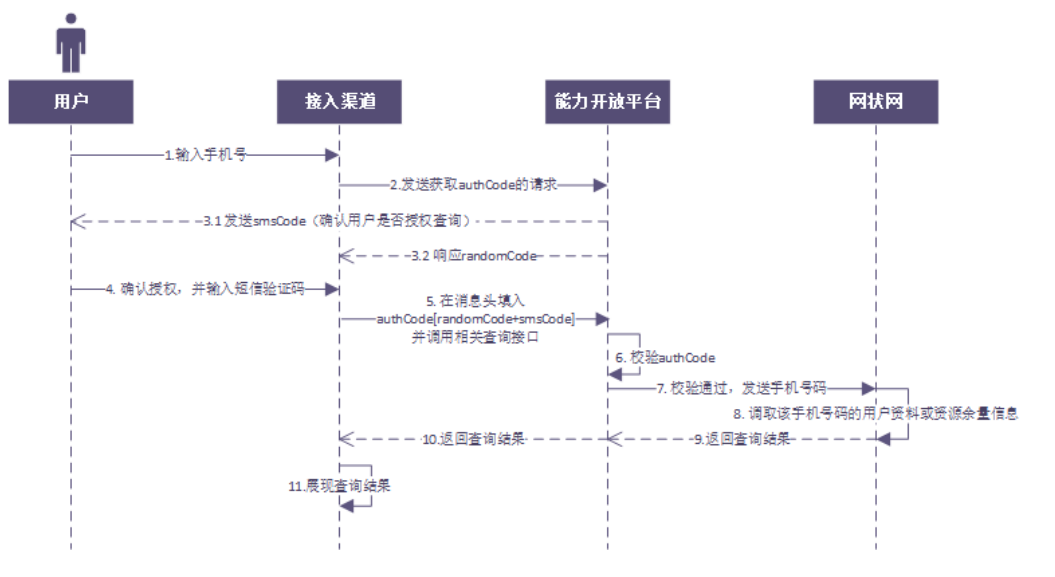 用户
接入渠道
能力开放平台
网状网
1.输入手机号
2.发送获取authCode的请求
3.1 发送smsCode（确认用户是否授权查询）
3.2 响应randomCode
4. 确认授权，并输入短信验证码
5. 在消息头填入
authCode[randomCode+smsCode]
并调用相关查询接口
6. 校验authCode
7. 校验通过，发送手机号码
8. 调取该手机号码的用户资料或资源余量信息
9.返回查询结果
10.返回查询结果
11.展现查询结果